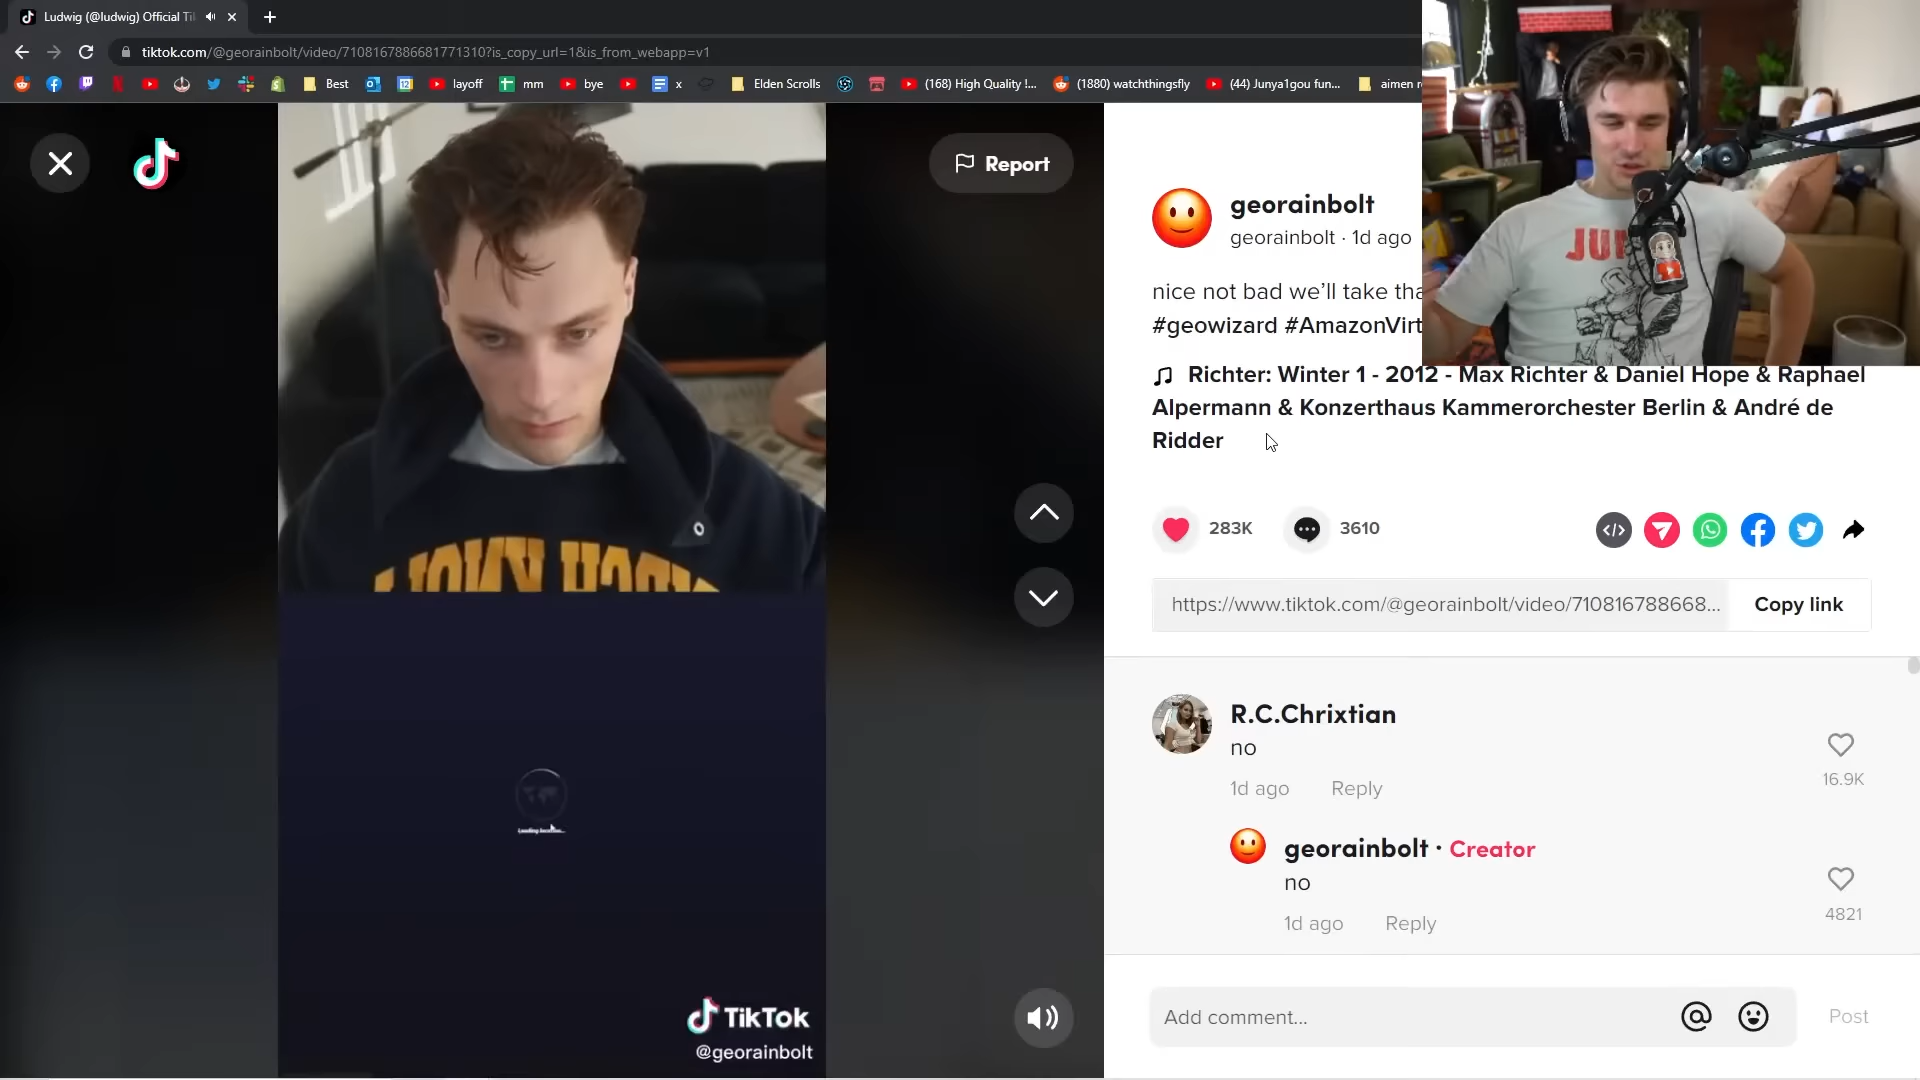 Ludwig (@ludwig) Official Ti
tiktok.com/@georainbolt/video/7108167886681771310?is_copy_url=1&is_from_webapp=v1
Best
12
layoff
mm
bye
x
Elden Scrolls
(168) High Quality !...
(1880) watchthingsfly
(44) Junya1gou fun...
aimen r
Report
georainbolt
georainbolt · 1d ago
nice not bad we'll take tha
#geowizard #AmazonVirt
Richter: Winter 1 - 2012 - Max Richter & Daniel Hope & Raphael
Alpermann & Konzerthaus Kammerorchester Berlin & André de
Ridder
283K
3610
https://www.tiktok.com/@georainbolt/video/710816788668...
Copy link
R.C.Chrixtian
no
1d ago
Reply
16.9K
georainbolt · Creator
no
1d ago
Reply
4821
TikTok
@georainbolt
Add comment...
Post